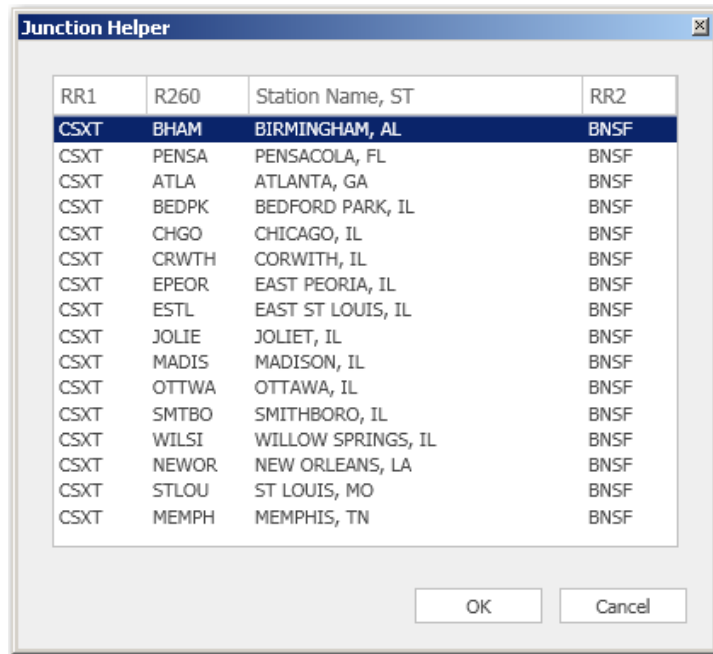 Junction Helper
RR1 R260 Station Name, ST RR2
CSXT BHAM BIRMINGHAM, AL BNSF
CSXT PENSA PENSACOLA, FL BNSF
CSXT ATLA ATLANTA, GA BNSF
CSXT BEDPK BEDFORD PARK, IL BNSF
CSXT CHGO CHICAGO, IL BNSF
CSXT CRWTH CORWITH, IL BNSF
CSXT EPEOR EAST PEORIA, IL BNSF
CSXT ESTL EAST ST LOUIS, IL BNSF
CSXT JOLIE JOLIET, IL BNSF
CSXT MADIS MADISON, IL BNSF
CSXT OTTWA OTTAWA, IL BNSF
CSXT SMTBO SMITHBORO, IL BNSF
CSXT WILSI WILLOW SPRINGS, IL BNSF
CSXT NEWOR NEW ORLEANS, LA BNSF
CSXT STLOU ST LOUIS, MO BNSF
CSXT MEMPH MEMPHIS, TN BNSF
OK Cancel